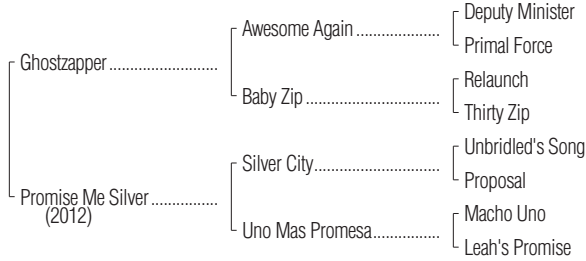 Deputy Minister
Awesome Again ....................
Primal Force
Ghostzapper ..........................
Relaunch
Baby Zip ................................
Thirty Zip
Unbridled's Song
Silver City..............................
Proposal
Promise Me Silver ................
(2012)
Macho Uno
Uno Mas Promesa................
Leah's Promise